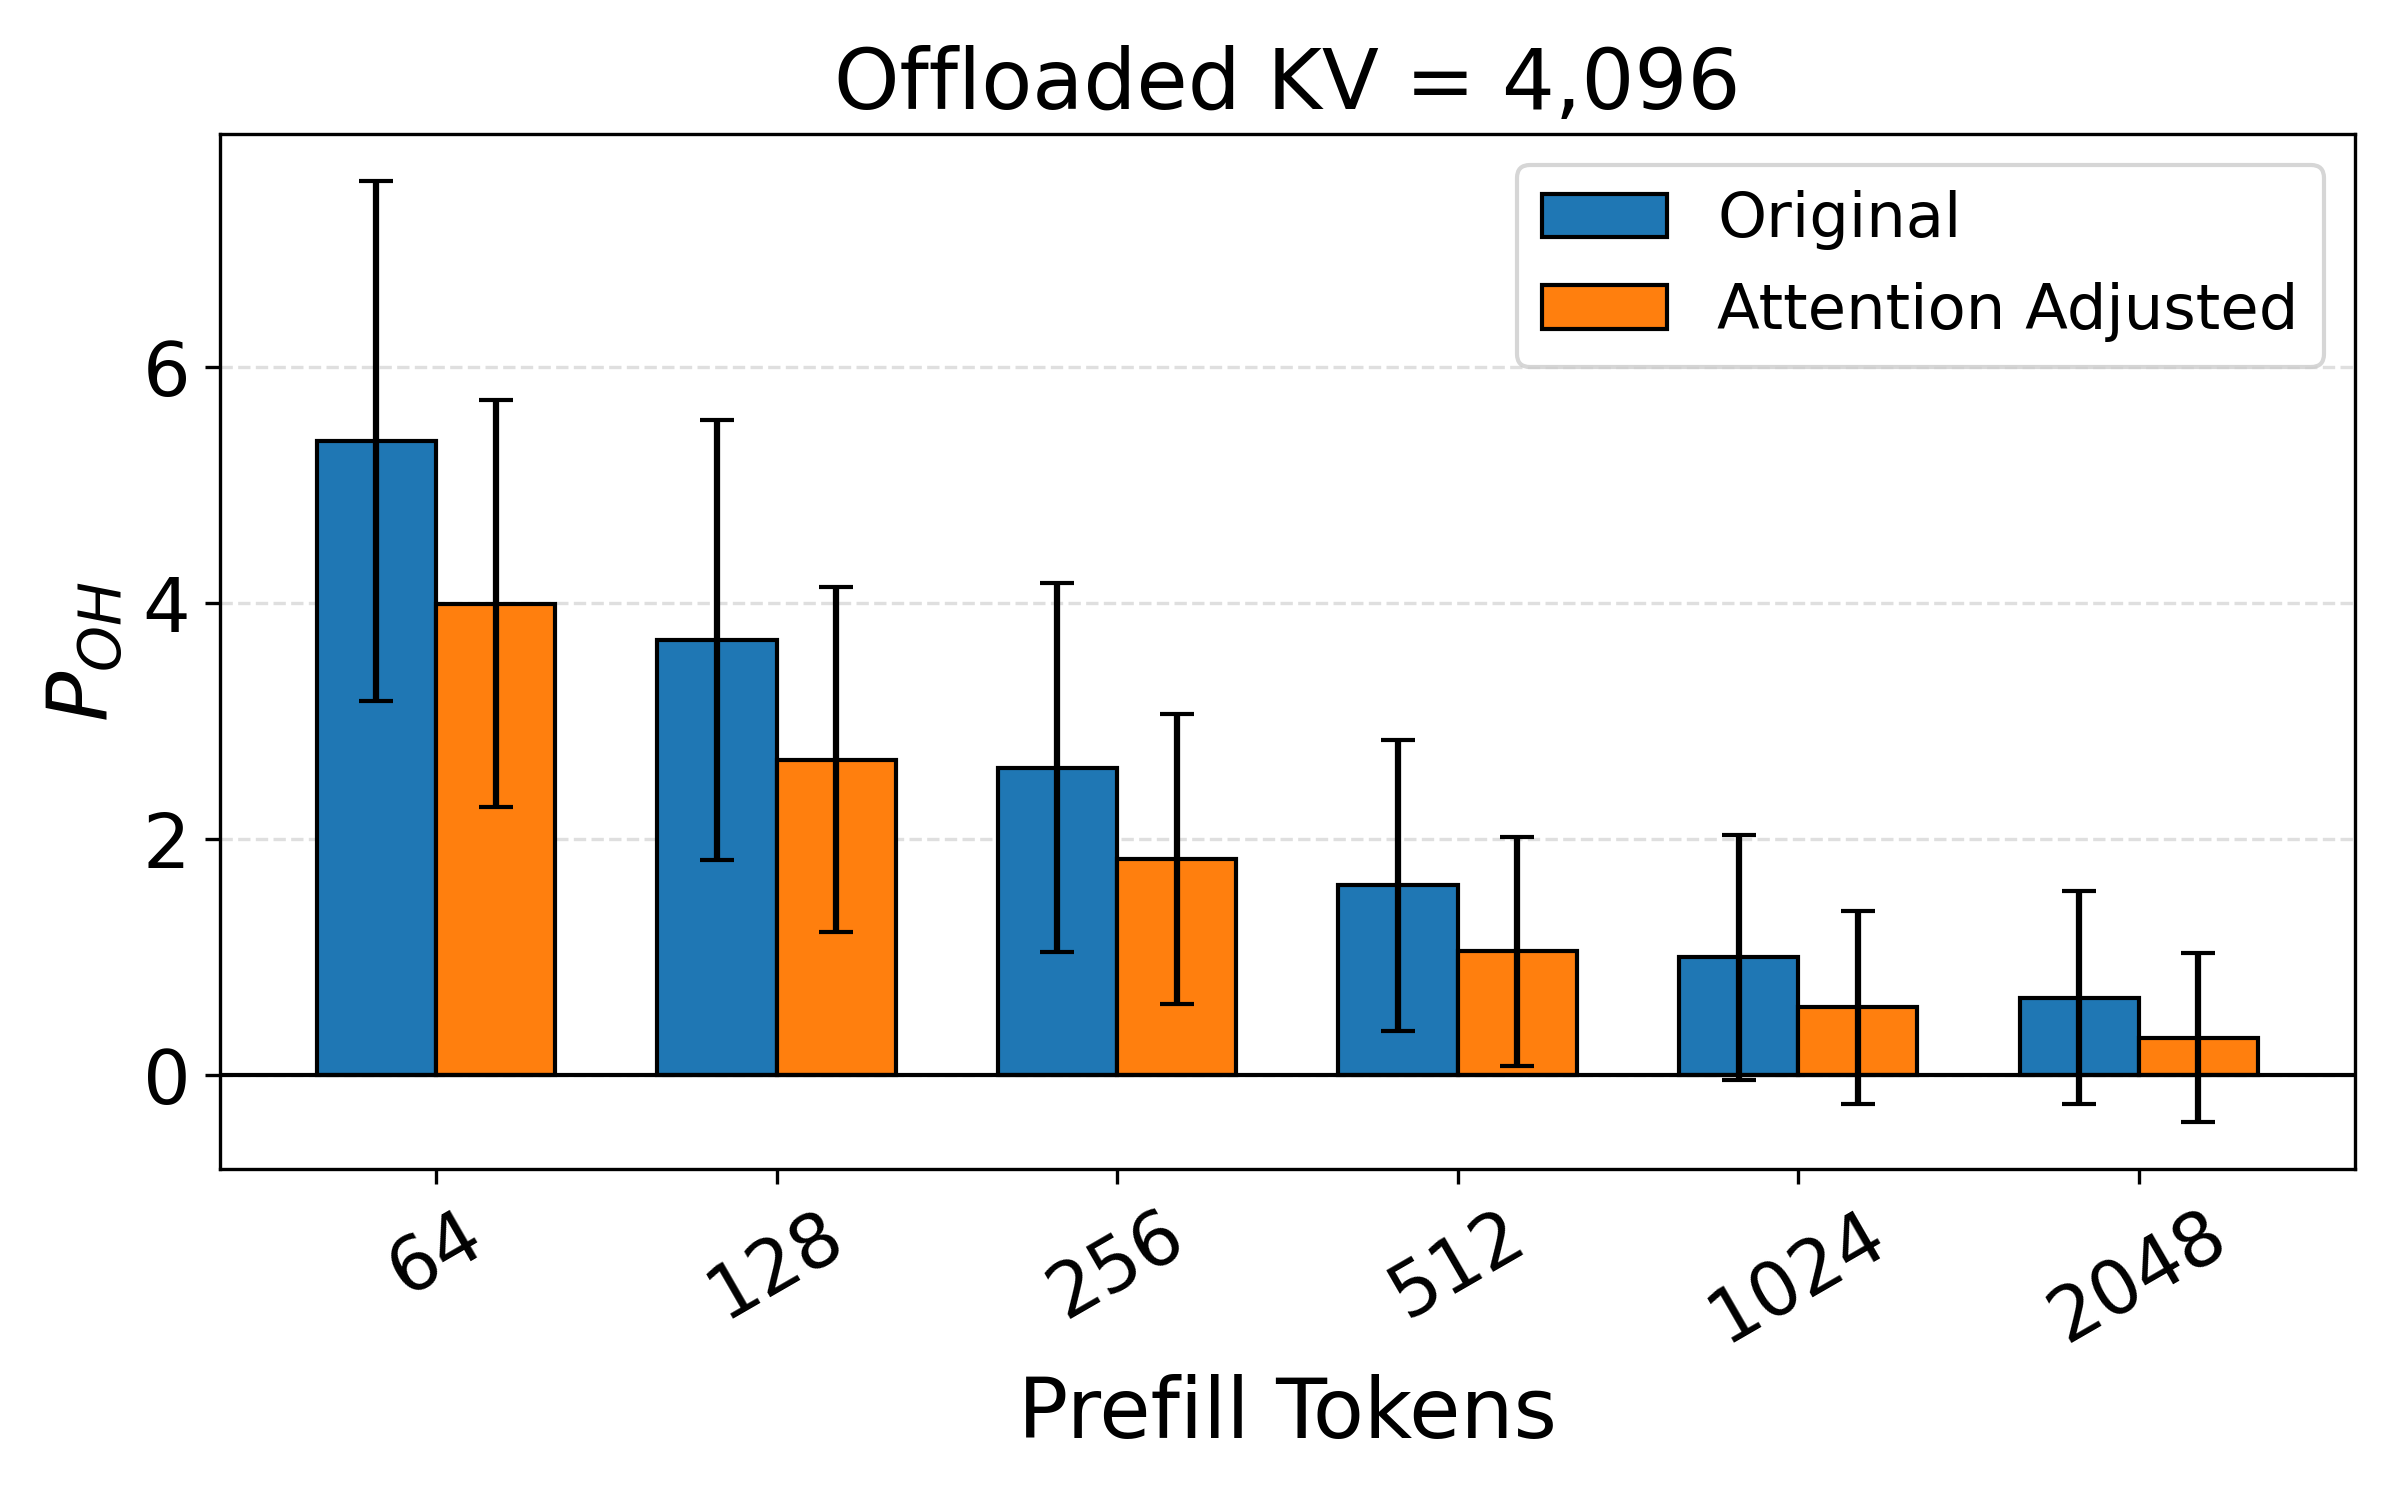 Offloaded KV = 4,096
Original
Attention Adjusted
P_OH
6
4
2
0
64
128
256
512
1024
2048
Prefill Tokens